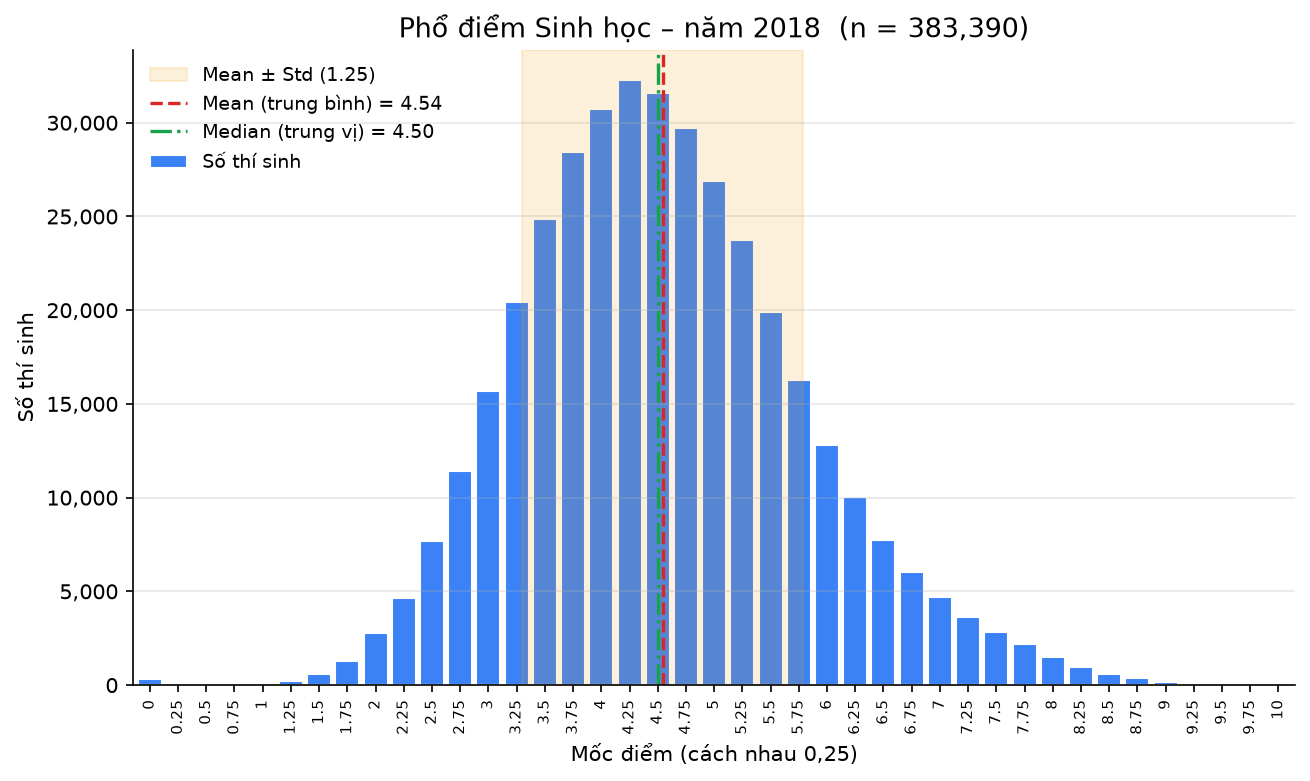 Phổ điểm Sinh học – năm 2018 (n = 383,390)
Mean ± Std (1.25)
Mean (trung bình) = 4.54
Median (trung vị) = 4.50
Số thí sinh
Số thí sinh
30,000
25,000
20,000
15,000
10,000
5,000
0
0 0.25 0.5 0.75 1 1.25 1.5 1.75 2 2.25 2.5 2.75 3 3.25 3.5 3.75 4 4.25 4.5 4.75 5 5.25 5.5 5.75 6 6.25 6.5 6.75 7 7.25 7.5 7.75 8 8.25 8.5 8.75 9 9.25 9.5 9.75 10
Mốc điểm (cách nhau 0,25)